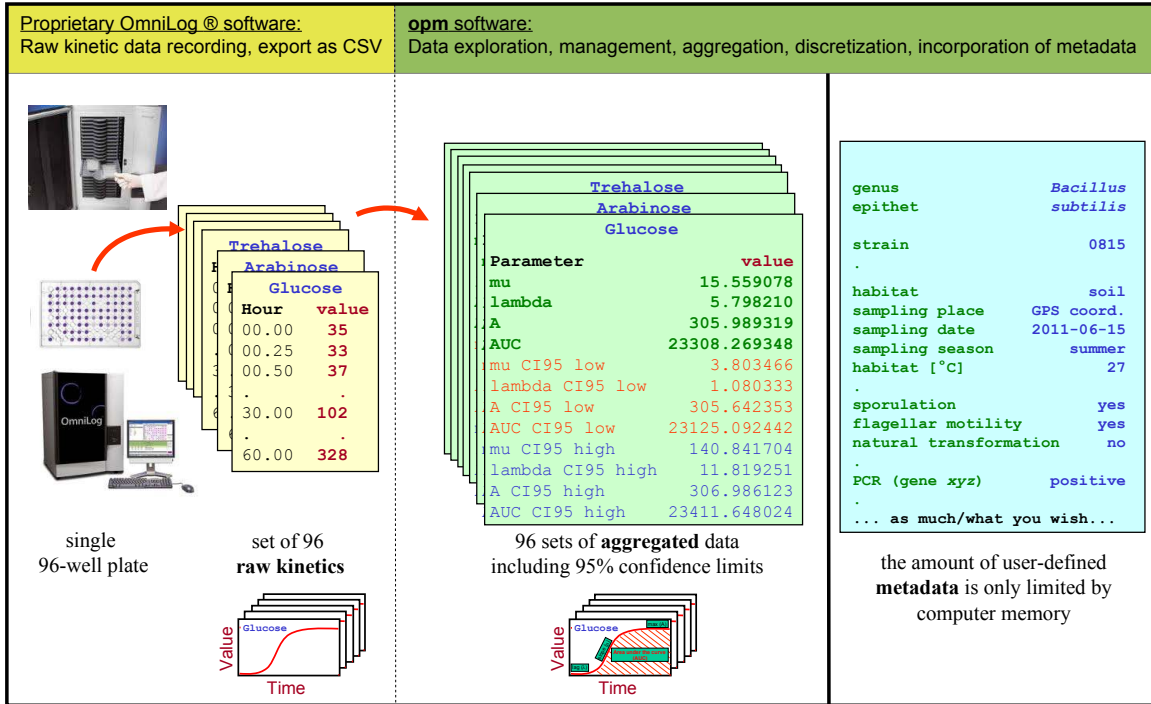 Proprietary OmniLog ® software:
Raw kinetic data recording, export as CSV
opm software:
Data exploration, management, aggregation, discretization, incorporation of metadata
OmniLog
single
96-well plate
Trehalose
Arabinose
Glucose
Hour value
00.00 35
00.25 33
00.50 37
. .
30.00 102
. .
60.00 328
set of 96
raw kinetics
Value
Glucose
Time
Trehalose
Arabinose
Glucose
Parameter value
mu 15.559078
lambda 5.798210
A 305.989319
AUC 23308.269348
mu CI95 low 3.803466
lambda CI95 low 1.080333
A CI95 low 305.642353
AUC CI95 low 23125.092442
mu CI95 high 140.841704
lambda CI95 high 11.819251
A CI95 high 306.986123
AUC CI95 high 23411.648024
96 sets of aggregated data
including 95% confidence limits
Value
Glucose
max (A)
Area under the curve
(AUC)
Time
genus Bacillus
epithet subtilis
strain 0815
.
habitat soil
sampling place GPS coord.
sampling date 2011-06-15
sampling season summer
habitat [°C] 27
.
sporulation yes
flagellar motility yes
natural transformation no
.
PCR (gene xyz) positive
.
... as much/what you wish...
the amount of user-defined
metadata is only limited by
computer memory